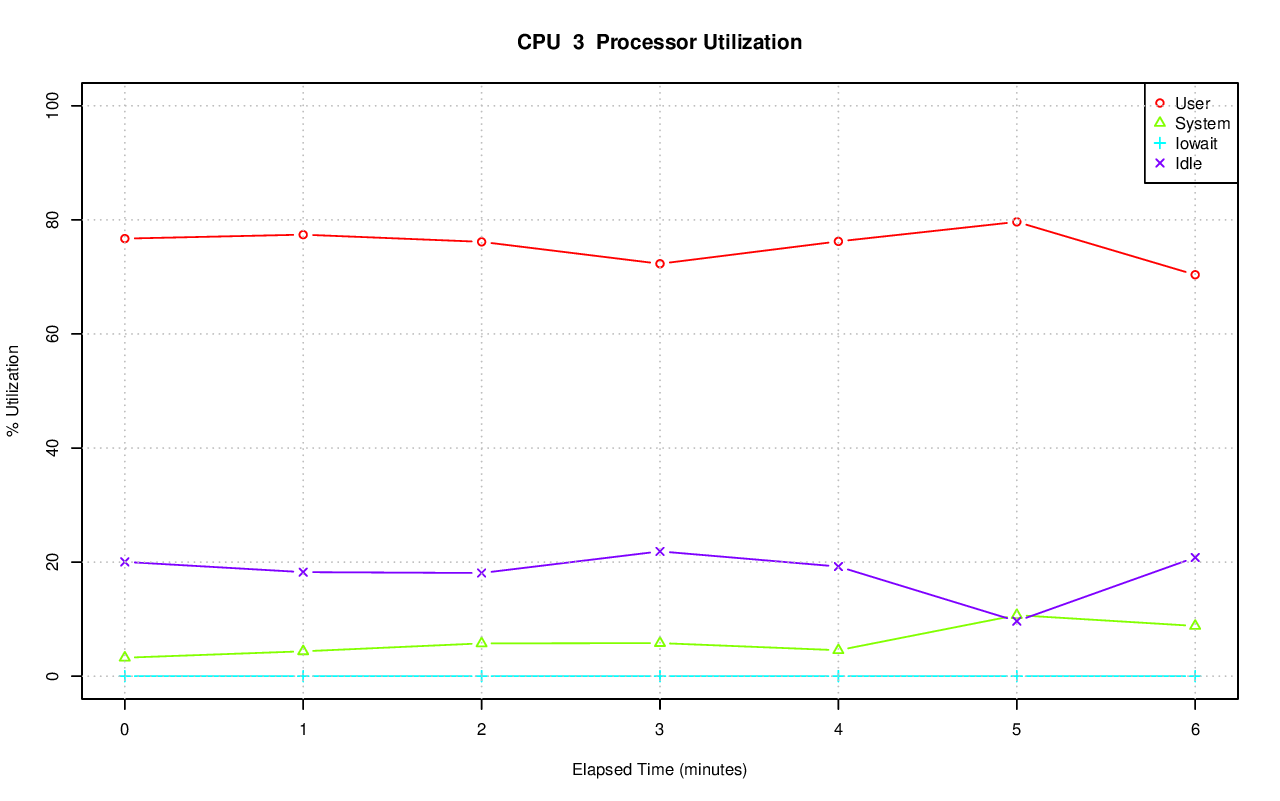 CPU  3  Processor Utilization
% Utilization
100
80
60
40
20
0
User
System
Iowait
Idle
0 1 2 3 4 5 6
Elapsed Time (minutes)